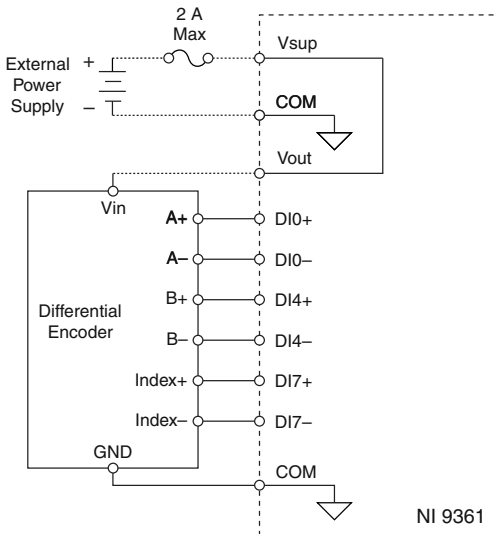 2 A
Max
Vsup
External
Power
Supply
+
–
COM
Vout
Vin
A+
DI0+
A–
DI0–
Differential
Encoder
B+
DI4+
B–
DI4–
Index+
DI7+
Index–
DI7–
GND
COM
NI 9361